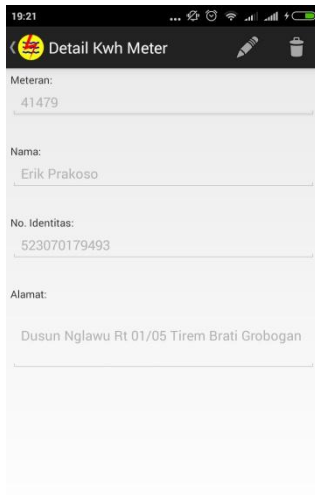 19:21
Detail Kwh Meter
Meteran:
41479
Nama:
Erik Prakoso
No. Identitas:
523070179493
Alamat:
Dusun Nglawu Rt 01/05 Tirem Brati Grobogan